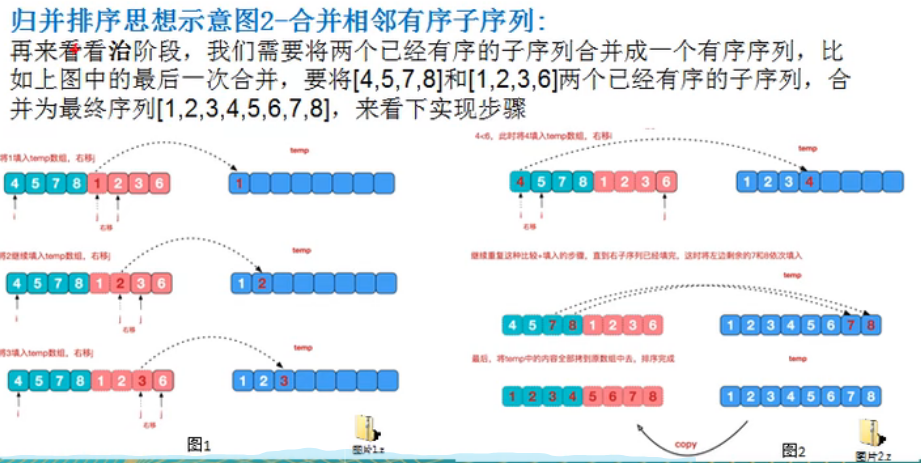 归并排序思想示意图2-合并相邻有序子序列:
再来看看治阶段，我们需要将两个已经有序的子序列合并成一个有序序列，比
如上图中的最后一次合并，要将[4,5,7,8]和[1,2,3,6]两个已经有序的子序列，合
并为最终序列[1,2,3,4,5,6,7,8]，来看下实现步骤
将1填入temp数组，右移j
temp
4 5 7 8 1 2 3 6
1
i j j
右移
将2继续填入temp数组，右移j
temp
4 5 7 8 1 2 3 6
1 2
i j j
右移
将3填入temp数组，右移j
temp
4 5 7 8 1 2 3 6
1 2 3
i j j
右移
图1
图片1.z
4<6，此时将4填入temp数组，右移i
temp
4 5 7 8 1 2 3 6
1 2 3 4
i i j
右移
继续重复这种比较+填入的步骤，直到右子序列已经填完，这时将左边剩余的7和8依次填入
temp
4 5 7 8 1 2 3 6
1 2 3 4 5 6 7 8
最后，将temp中的内容全部拷到原数组中去，排序完成
temp
1 2 3 4 5 6 7 8
1 2 3 4 5 6 7 8
copy
图2
图片2.z